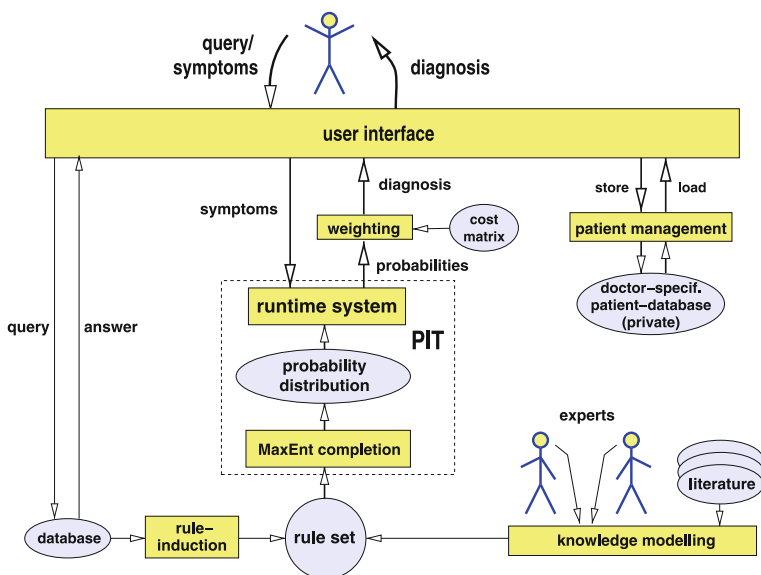 query/
symptoms
diagnosis
user interface
diagnosis
store
load
symptoms
weighting
cost
matrix
patient management
probabilities
doctor–specif.
patient–database
(private)
runtime system
query
answer
PIT
probability
distribution
experts
MaxEnt completion
literature
database
rule–
induction
rule set
knowledge modelling